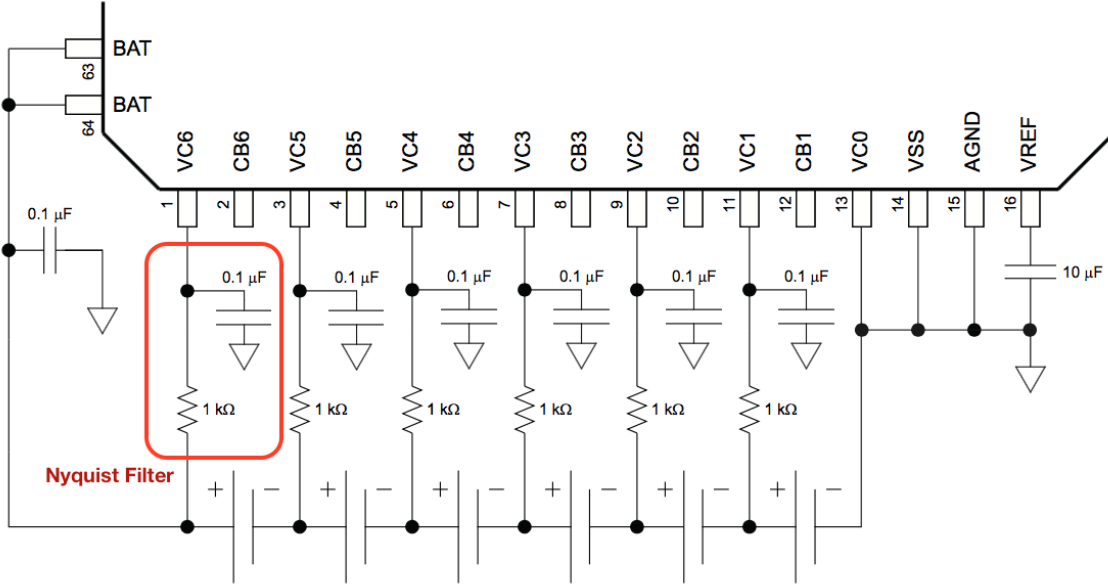 BAT
63
BAT
64
VC6 CB6 VC5 CB5 VC4 CB4 VC3 CB3 VC2 CB2 VC1 CB1 VC0 VSS AGND VREF
1 2 3 4 5 6 7 8 9 10 11 12 13 14 15 16
0.1 µF
0.1 µF 0.1 µF 0.1 µF 0.1 µF 0.1 µF 0.1 µF 10 µF
1 kΩ 1 kΩ 1 kΩ 1 kΩ 1 kΩ 1 kΩ
Nyquist Filter
+ − + − + − + − + − + −